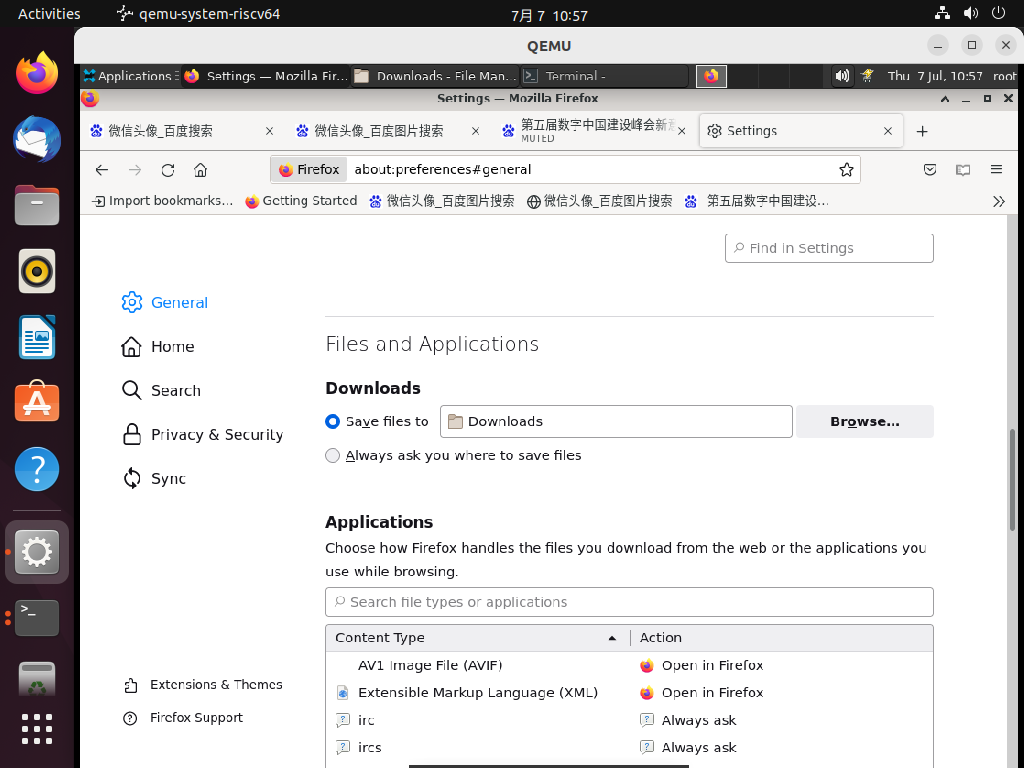 Activities
qemu-system-riscv64
7月 7 10:57
QEMU
Applications
Settings — Mozilla Fir...
Downloads - File Man...
Terminal -
Thu 7 Jul, 10:57
root
Settings — Mozilla Firefox
微信头像_百度搜索
微信头像_百度图片搜索
第五届数字中国建设峰会新
MUTED
Settings
Firefox
about:preferences#general
Import bookmarks...
Getting Started
微信头像_百度图片搜索
微信头像_百度图片搜索
第五届数字中国建设...
Find in Settings
General
Home
Search
Privacy & Security
Sync
Extensions & Themes
Firefox Support
Files and Applications
Downloads
Save files to
Downloads
Browse...
Always ask you where to save files
Applications
Choose how Firefox handles the files you download from the web or the applications you
use while browsing.
Search file types or applications
Content Type
Action
AV1 Image File (AVIF)
Open in Firefox
Extensible Markup Language (XML)
Open in Firefox
irc
Always ask
ircs
Always ask